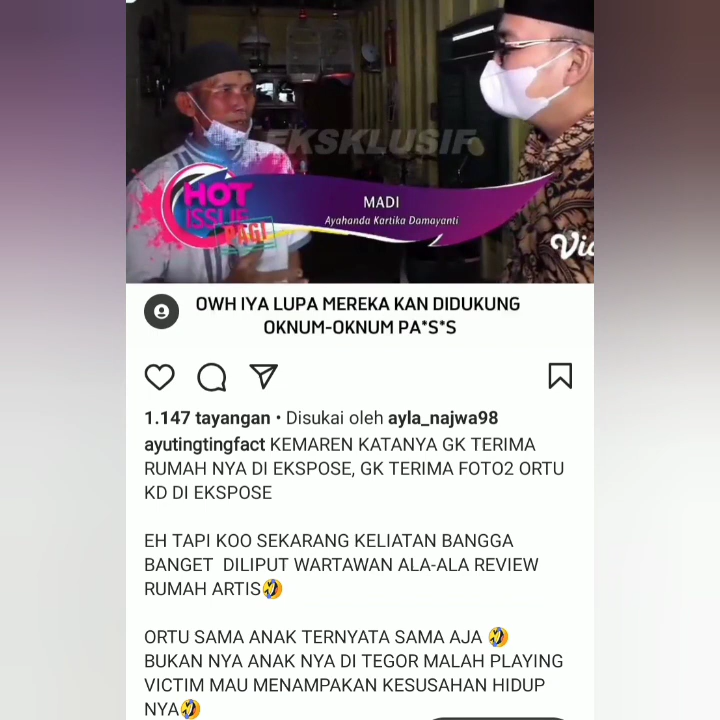 EKSKLUSIF
HOT
ISSUE
PAGI
MADI
Ayahanda Kartika Damayanti
OWH IYA LUPA MEREKA KAN DIDUKUNG
OKNUM-OKNUM PA*S*S
1.147 tayangan • Disukai oleh ayla_najwa98
ayutingtingfact KEMAREN KATANYA GK TERIMA
RUMAH NYA DI EKSPOSE, GK TERIMA FOTO2 ORTU
KD DI EKSPOSE
EH TAPI KOO SEKARANG KELIATAN BANGGA
BANGET DILIPUT WARTAWAN ALA-ALA REVIEW
RUMAH ARTIS🤣
ORTU SAMA ANAK TERNYATA SAMA AJA 🤣
BUKAN NYA ANAK NYA DI TEGOR MALAH PLAYING
VICTIM MAU MENAMPAKAN KESUSAHAN HIDUP
NYA🤣